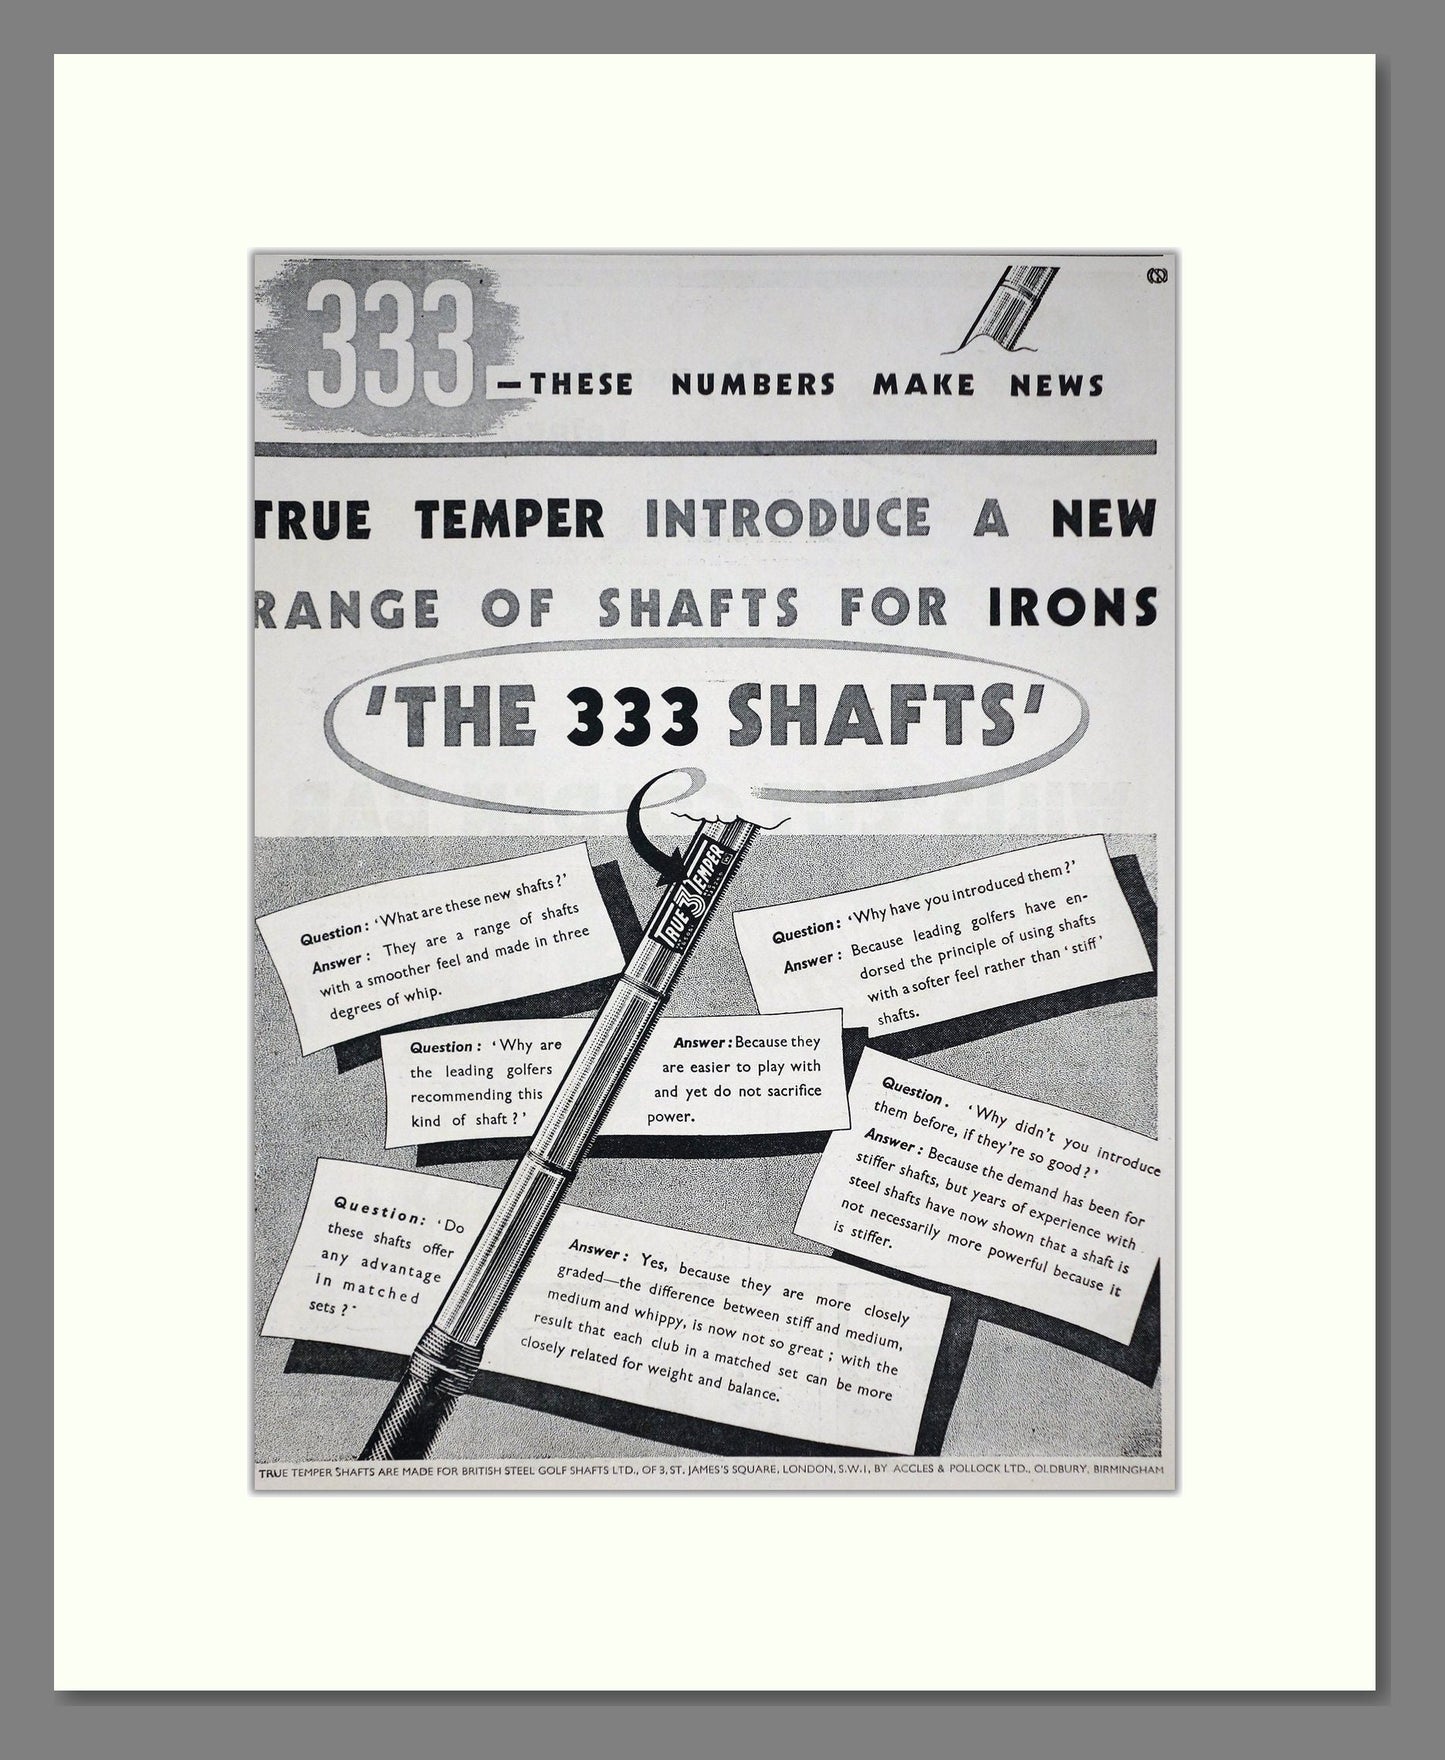 333
—THESE NUMBERS MAKE NEWS
TRUE TEMPER INTRODUCE A NEW
RANGE OF SHAFTS FOR IRONS
'THE 333 SHAFTS'
TRUE 3 TEMPER
Question: 'What are these new shafts?'
Answer: They are a range of shafts
with a smoother feel and made in three
degrees of whip.
Question: 'Why have you introduced them?'
Answer: Because leading golfers have en-
dorsed the principle of using shafts
with a softer feel rather than 'stiff'
shafts.
Question: 'Why are
the leading golfers
recommending this
kind of shaft?'
Answer: Because they
are easier to play with
and yet do not sacrifice
power.
Question. 'Why didn't you introduce
them before, if they're so good?'
Answer: Because the demand has been for
stiffer shafts, but years of experience with
steel shafts have now shown that a shaft is
not necessarily more powerful because it
is stiffer.
Question: 'Do
these shafts offer
any advantage
in matched
sets?'
Answer: Yes, because they are more closely
graded—the difference between stiff and medium,
medium and whippy, is now not so great; with the
result that each club in a matched set can be more
closely related for weight and balance.
TRUE TEMPER SHAFTS ARE MADE FOR BRITISH STEEL GOLF SHAFTS LTD., OF 3, ST. JAMES'S SQUARE, LONDON, S.W.1, BY ACCLES & POLLOCK LTD., OLDBURY, BIRMINGHAM